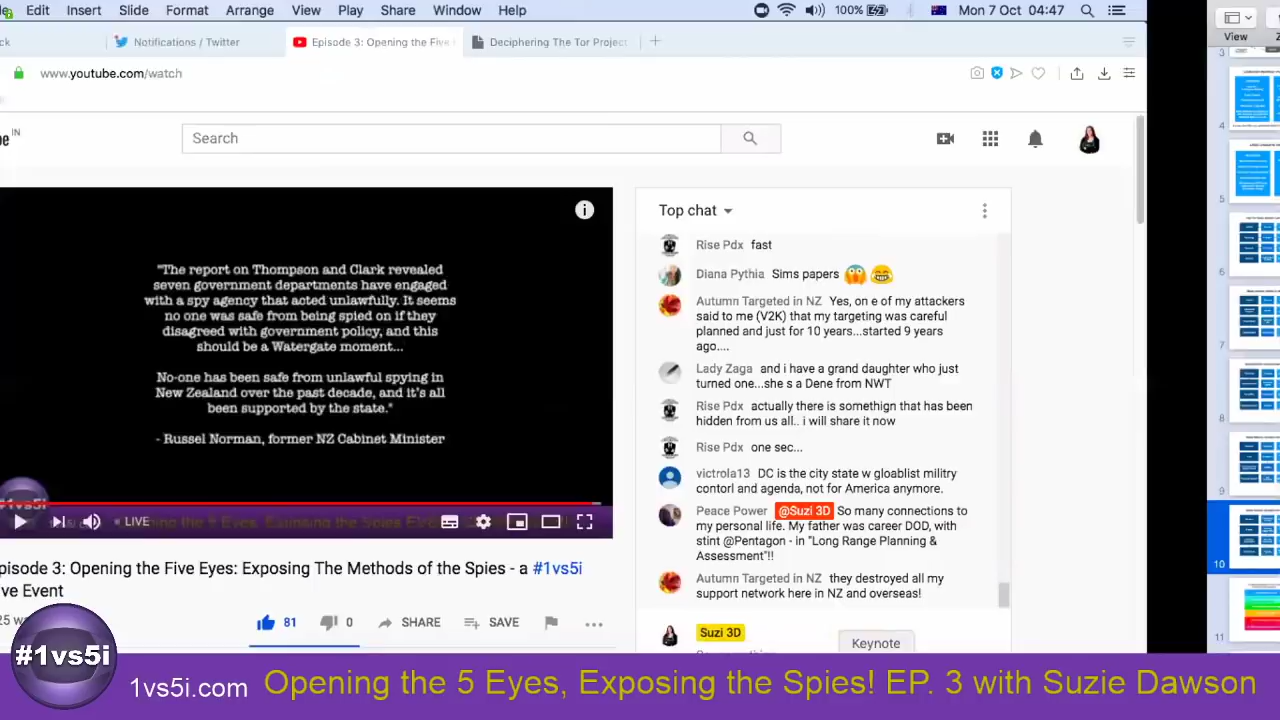 Edit Slide Format Arrange View Play Share Window Help 100% Mon 7 Oct 04:47
Notifications / Twitter Episode 3: Opening the Five Deciphering The Tor Project
www.youtube.com/watch
View
IN
Search
"The report on Thompson and Clark revealed
seven government departments have engaged
with a spy agency that acted unlawfully. It seems
no one was safe from being spied on if they
disagreed with government policy, and this
should be a Watergate moment...
No-one has been safe from unlawful spying in
New Zealand over the past decade, and it's all
been supported by the state."
- Russel Norman, former NZ Cabinet Minister
LIVE
Episode 3: Opening the Five Eyes: Exposing The Methods of the Spies - a #1vs5i
ve Event
81 0 SHARE SAVE
Top chat
Rise Pdx fast
Diana Pythia Sims papers 😱😂
Autumn Targeted in NZ Yes, on e of my attackers
said to me (V2K) that my targeting was careful
planned and just for 10 years...started 9 years
ago....
Lady Zaga and i have a grand daughter who just
turned one...she s a Dene from NWT
Rise Pdx actually there is somethign that has been
hidden from us all.. i will share it now
Rise Pdx one sec...
victrola13 DC is the city state w gloablist militry
contorl and agenda, not for America anymore.
Peace Power @Suzi 3D So many connections to
my personal life. My father was career DOD, with
stint @Pentagon - in "Long Range Planning &
Assessment"!!
Autumn Targeted in NZ they destroyed all my
support network here in NZ and overseas!
Suzi 3D
Keynote
3
4
5
6
7
8
9
10
11
#1vs5i
1vs5i.com Opening the 5 Eyes, Exposing the Spies! EP. 3 with Suzie Dawson